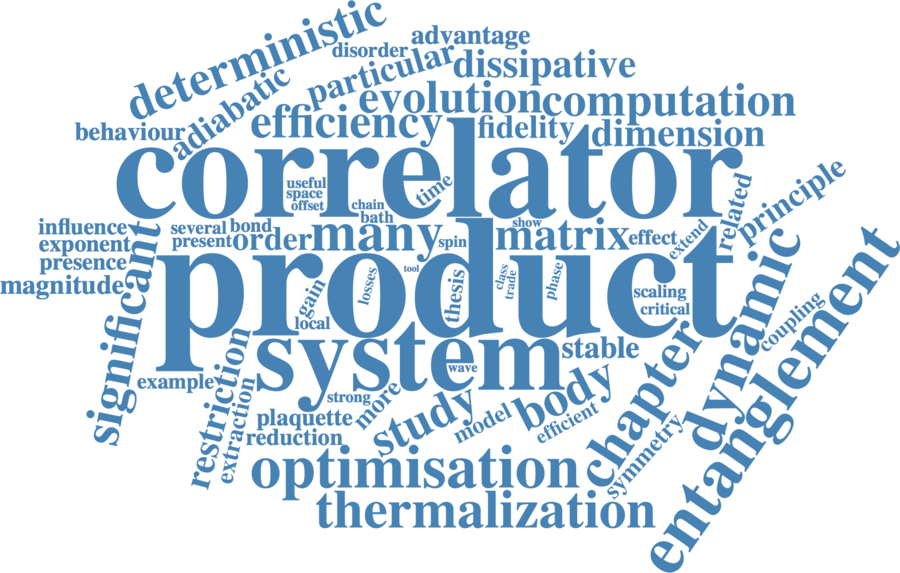 deterministic
advantage
disorder
particular
dissipative
adiabatic
evolution
computation
behaviour
efficiency
fidelity
dimension
correlator
useful
space
offset
time
chain
bath
related
principle
influence
several
bond
show
exponent
present
order
many
spin
matrix
effect
extend
presence
magnitude
significant
product
gain
losses
tool
thesis
class
trade
phase
scaling
critical
local
dynamic
coupling
entanglement
system
wave
stable
example
restriction
extraction
strong
more
plaquette
reduction
study
model
body
efficient
chapter
symmetry
optimisation
thermalization